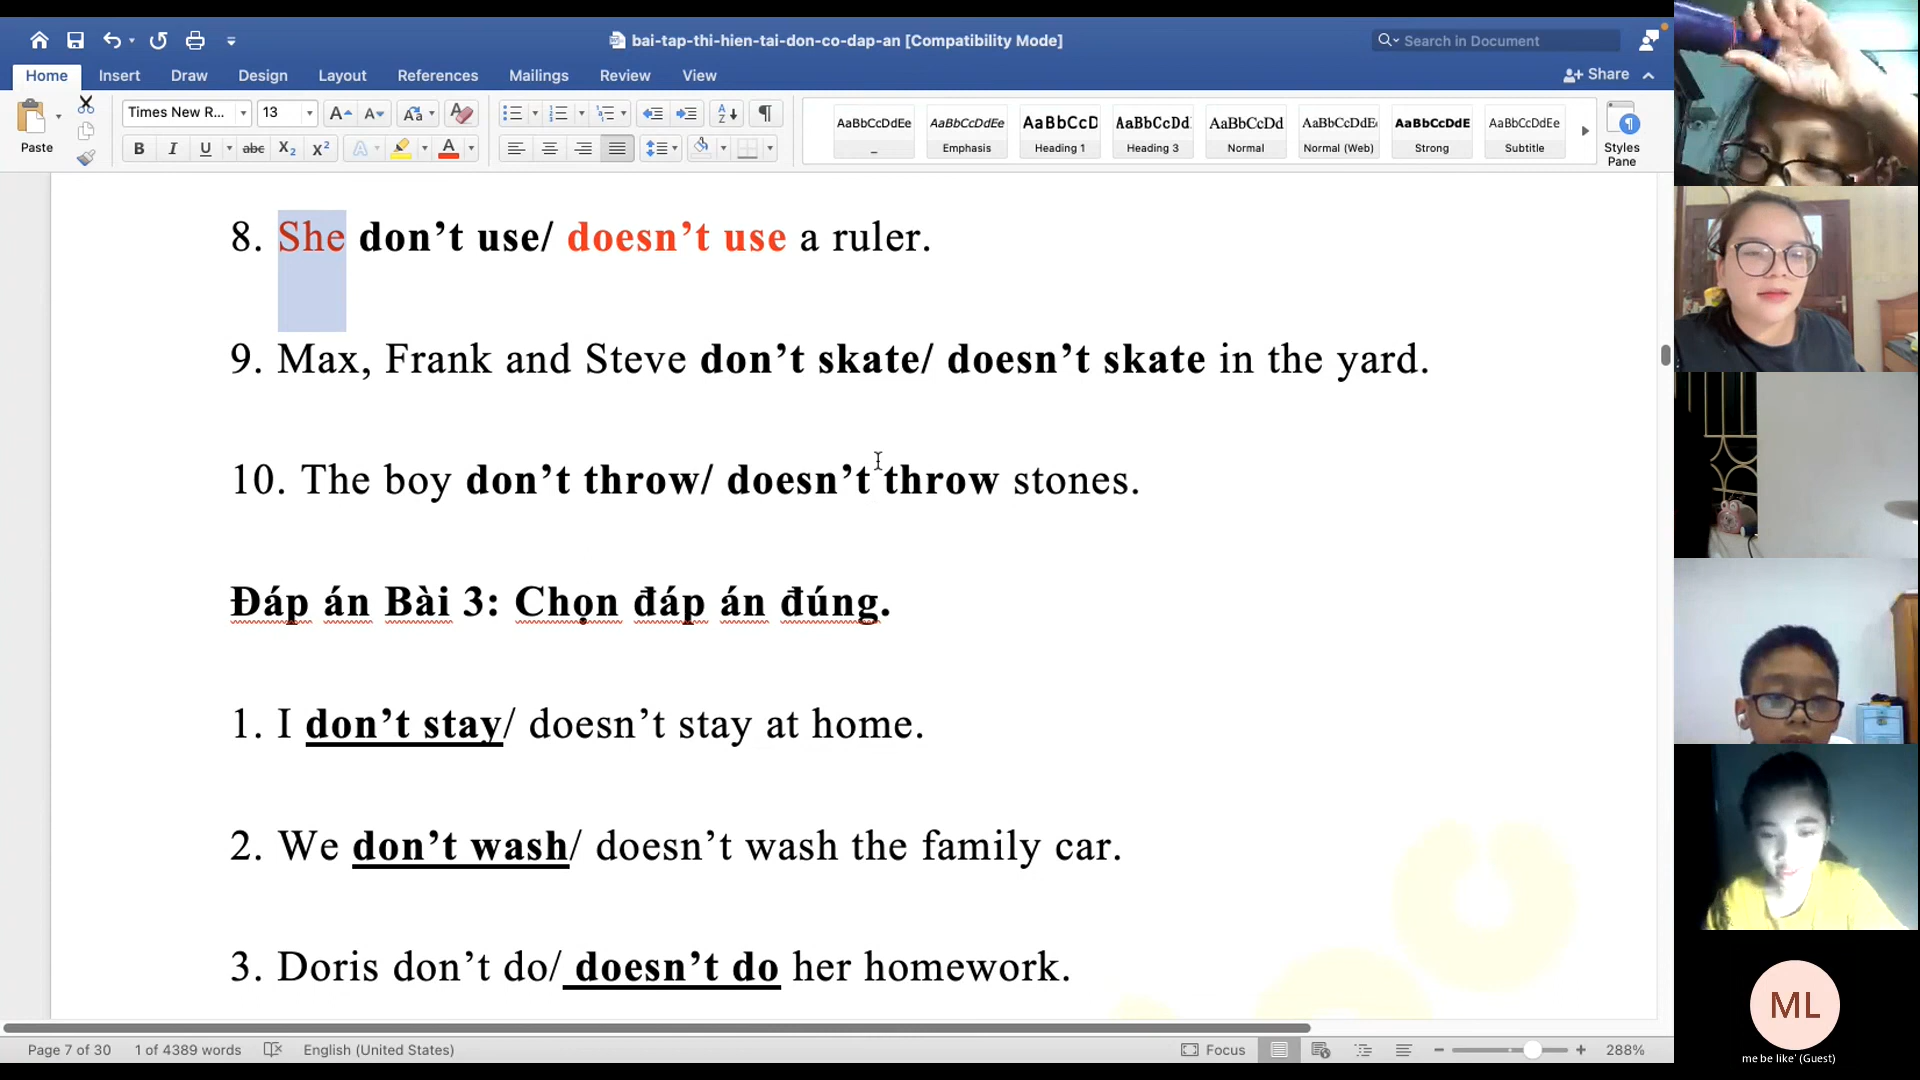 bai-tap-thi-hien-tai-don-co-dap-an [Compatibility Mode]
Search in Document
Home Insert Draw Design Layout References Mailings Review View
Share
Paste
Times New R... 13
AaBbCcDdEe AaBbCcDdEe AaBbCcD AaBbCcDd AaBbCcDd AaBbCcDdE AaBbCcDdE AaBbCcDdEe
Emphasis Heading 1 Heading 3 Normal Normal (Web) Strong Subtitle
Styles
Pane
8. She don’t use/ doesn’t use a ruler.
9. Max, Frank and Steve don’t skate/ doesn’t skate in the yard.
10. The boy don’t throw/ doesn’t throw stones.
Đáp án Bài 3: Chọn đáp án đúng.
1. I don’t stay/ doesn’t stay at home.
2. We don’t wash/ doesn’t wash the family car.
3. Doris don’t do/ doesn’t do her homework.
Page 7 of 30 1 of 4389 words English (United States) Focus 288%
ML
me be like' (Guest)